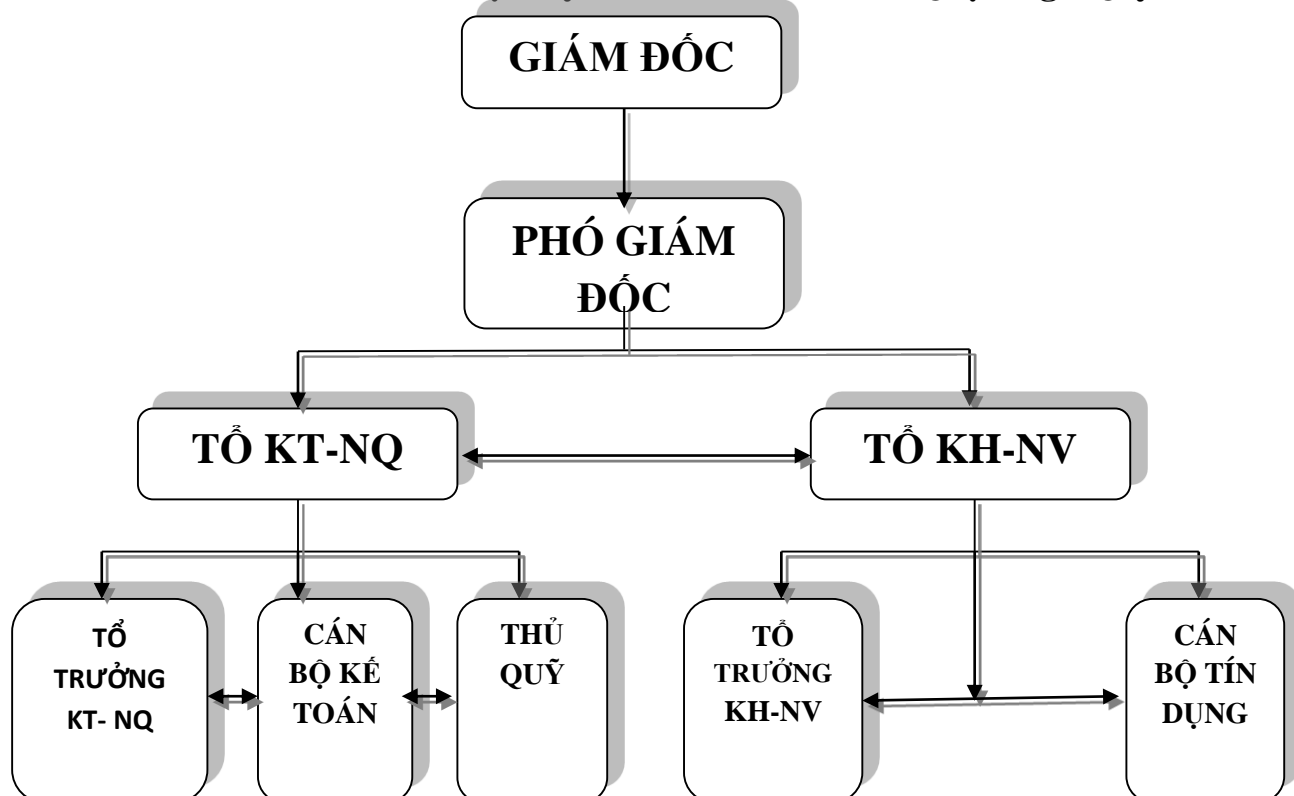 GIÁM ĐỐC
PHÓ GIÁM
ĐỐC
TỔ KT-NQ
TỔ KH-NV
TỔ
TRƯỞNG
KT- NQ
CÁN
BỘ KẾ
TOÁN
THỦ
QUỸ
TỔ
TRƯỞNG
KH-NV
CÁN
BỘ TÍN
DỤNG